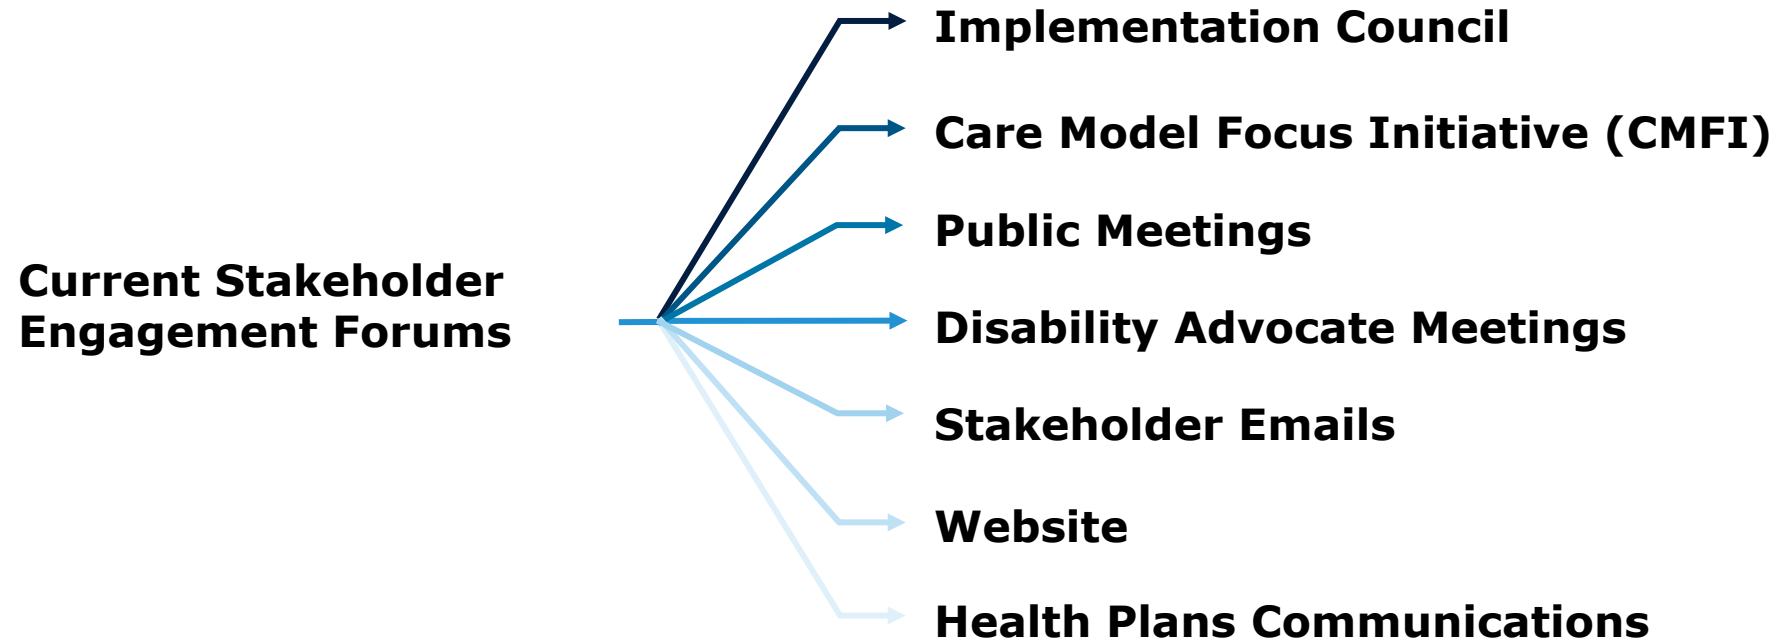 Current Stakeholder
Engagement Forums
Implementation Council
Care Model Focus Initiative (CMFI)
Public Meetings
Disability Advocate Meetings
Stakeholder Emails
Website
Health Plans Communications